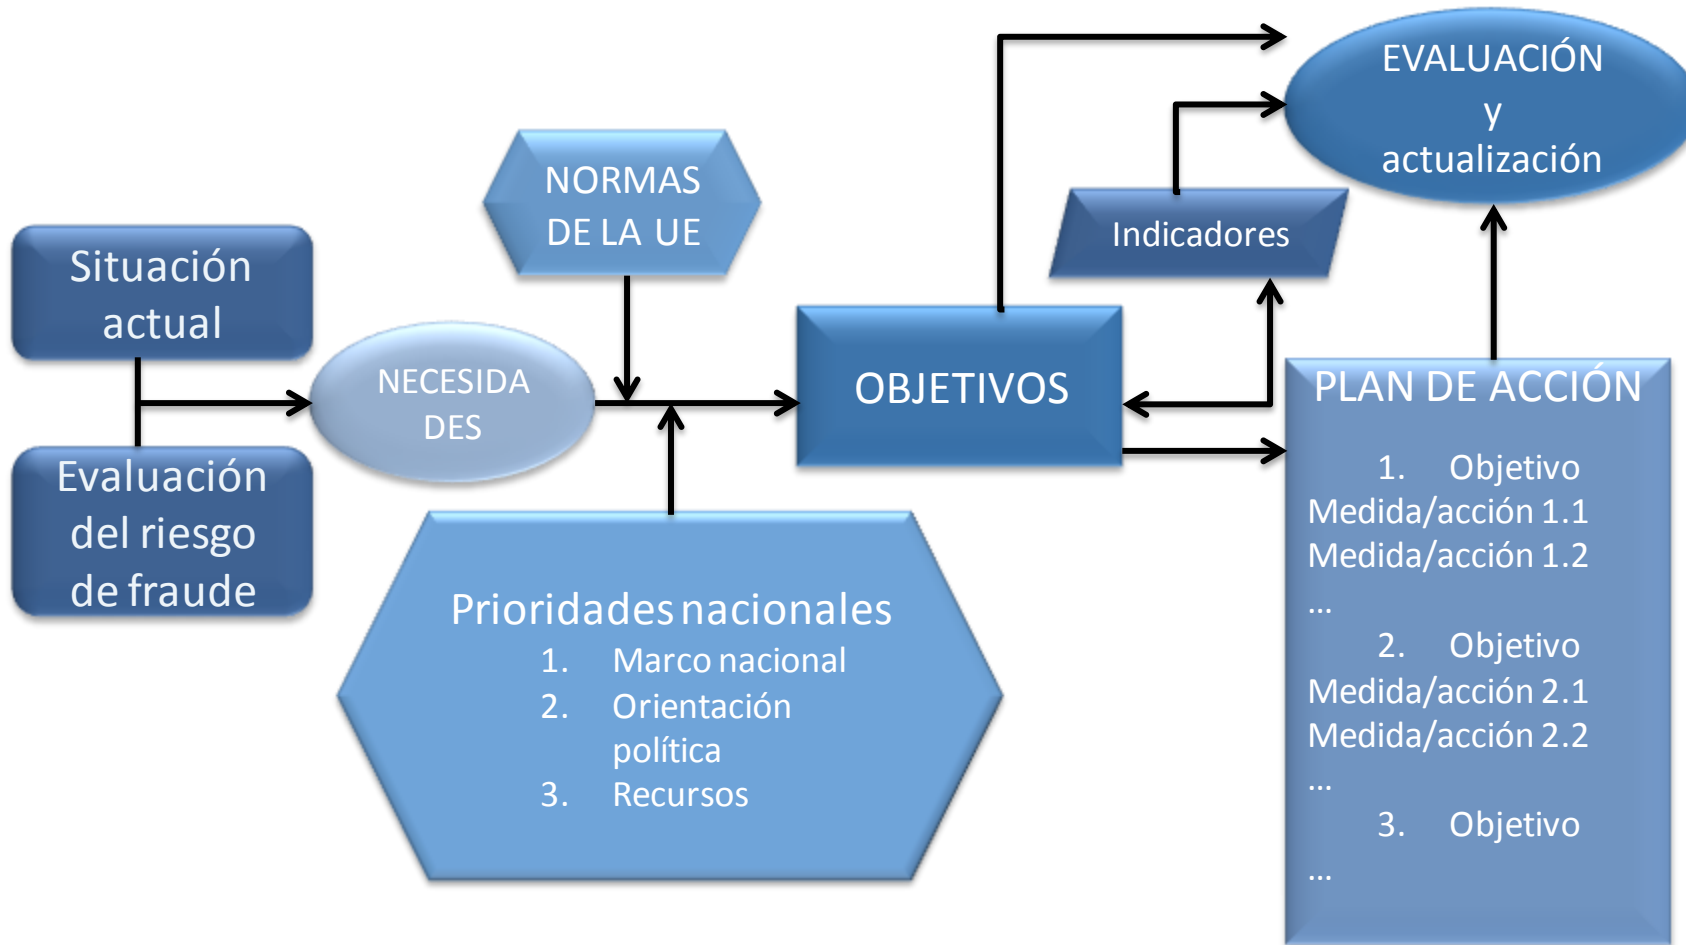 Situación
actual
Evaluación
del riesgo
de fraude
NECESIDA
DES
NORMAS
DE LA UE
Prioridades nacionales
1. Marco nacional
2. Orientación
política
3. Recursos
OBJETIVOS
Indicadores
EVALUACIÓN
y
actualización
PLAN DE ACCIÓN
1. Objetivo
Medida/acción 1.1
Medida/acción 1.2
...
2. Objetivo
Medida/acción 2.1
Medida/acción 2.2
...
3. Objetivo
...